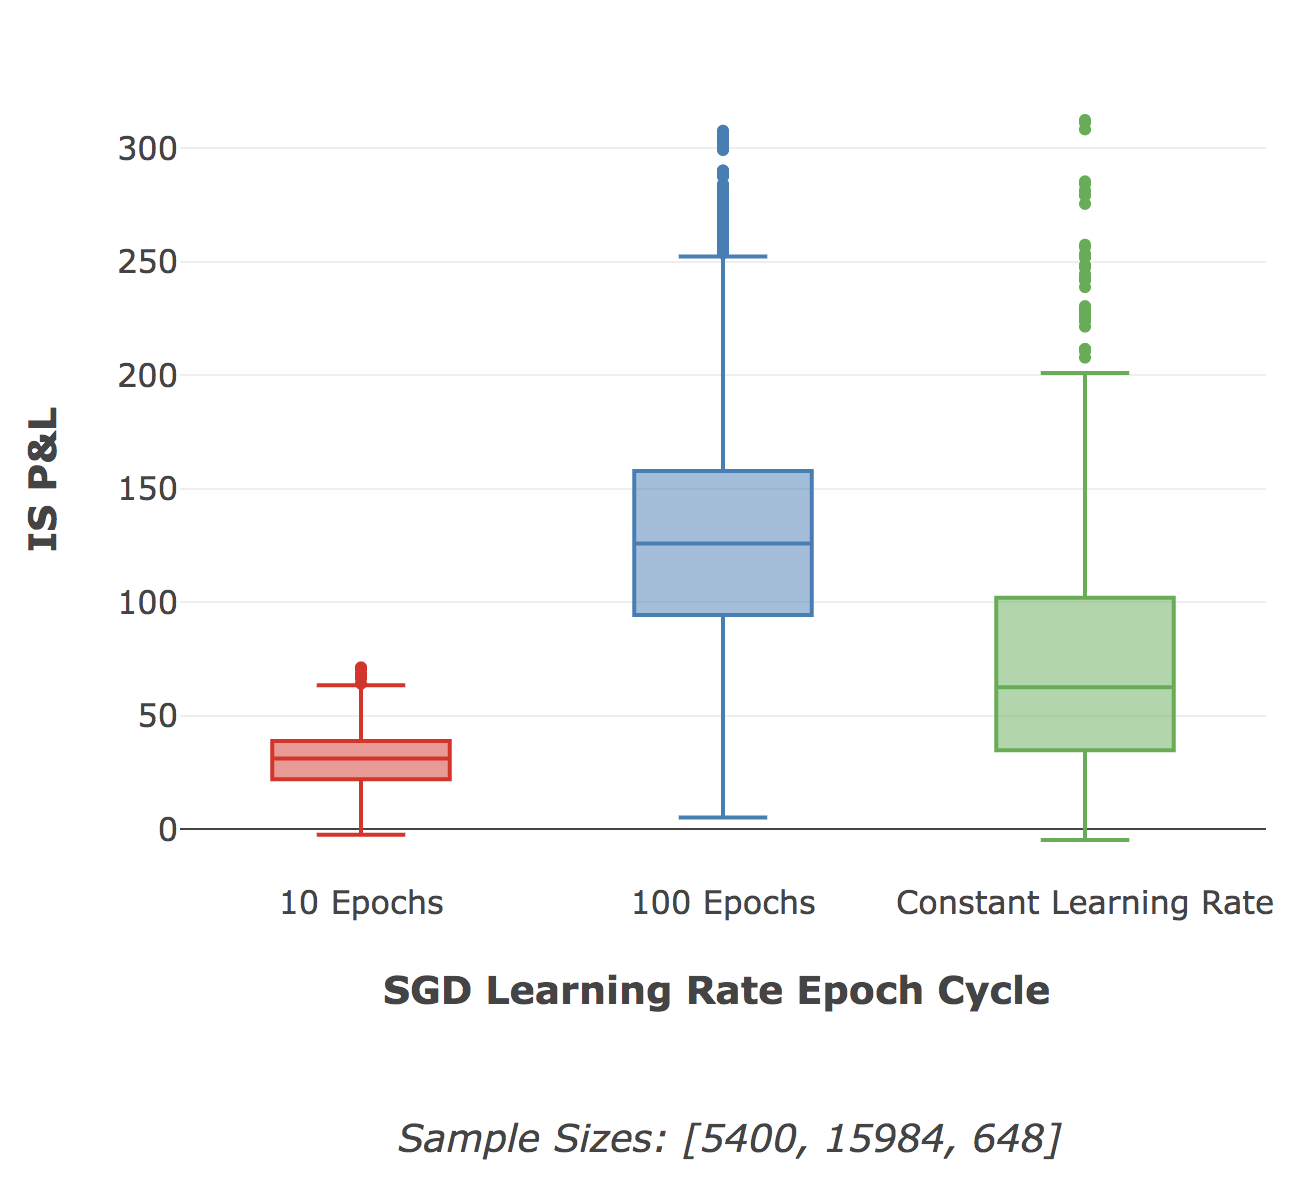 300
250
200
150
100
50
0
IS P&L
10 Epochs
100 Epochs
Constant Learning Rate
SGD Learning Rate Epoch Cycle
Sample Sizes: [5400, 15984, 648]